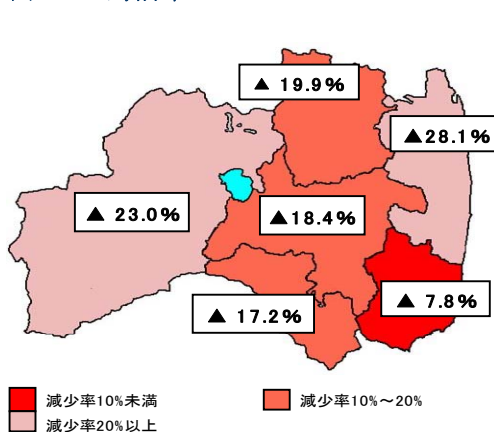 ▲ 19.9%
▲28.1%
▲ 23.0%
▲18.4%
▲ 7.8%
▲ 17.2%
減少率10%未満
減少率10%～20%
減少率20%以上